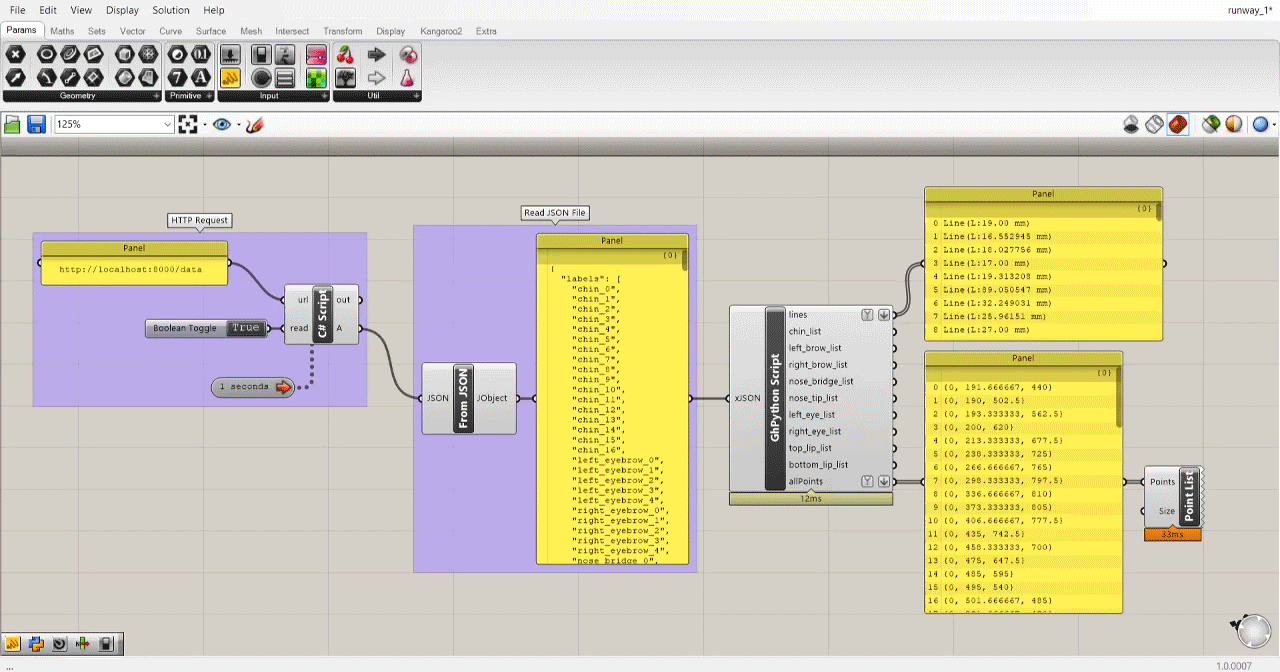 File Edit View Display Solution Help
runway_1*
Params Maths Sets Vector Curve Surface Mesh Intersect Transform Display Kangaroo2 Extra
Geometry + Primitive + Input + Util +
125%
HTTP Request
Panel
http://localhost:8000/data
url out
read A
C# Script
Boolean Toggle True
1 seconds
Read JSON File
JSON JObject
From JSON
Panel
{0}
{
"labels": [
"chin_0",
"chin_1",
"chin_2",
"chin_3",
"chin_4",
"chin_5",
"chin_6",
"chin_7",
"chin_8",
"chin_9",
"chin_10",
"chin_11",
"chin_12",
"chin_13",
"chin_14",
"chin_15",
"chin_16",
"left_eyebrow_0",
"left_eyebrow_1",
"left_eyebrow_2",
"left_eyebrow_3",
"left_eyebrow_4",
"right_eyebrow_0",
"right_eyebrow_1",
"right_eyebrow_2",
"right_eyebrow_3",
"right_eyebrow_4",
"nose_bridge_0",
xJSON
GhPython Script
lines
chin_list
left_brow_list
right_brow_list
nose_bridge_list
nose_tip_list
left_eye_list
right_eye_list
top_lip_list
bottom_lip_list
allPoints
12ms
Panel
{0}
0 Line(L:19.00 mm)
1 Line(L:16.552945 mm)
2 Line(L:18.027756 mm)
3 Line(L:17.00 mm)
4 Line(L:19.313208 mm)
5 Line(L:89.050547 mm)
6 Line(L:32.249031 mm)
7 Line(L:25.96151 mm)
8 Line(L:27.00 mm)
Panel
{0}
0 {0, 191.666667, 440}
1 {0, 190, 502.5}
2 {0, 193.333333, 562.5}
3 {0, 200, 620}
4 {0, 213.333333, 677.5}
5 {0, 238.333333, 725}
6 {0, 266.666667, 765}
7 {0, 298.333333, 797.5}
8 {0, 336.666667, 810}
9 {0, 373.333333, 805}
10 {0, 406.666667, 777.5}
11 {0, 435, 742.5}
12 {0, 458.333333, 700}
13 {0, 475, 647.5}
14 {0, 485, 595}
15 {0, 495, 540}
16 {0, 501.666667, 485}
Points
Size
Point List
33ms
...
1.0.0007